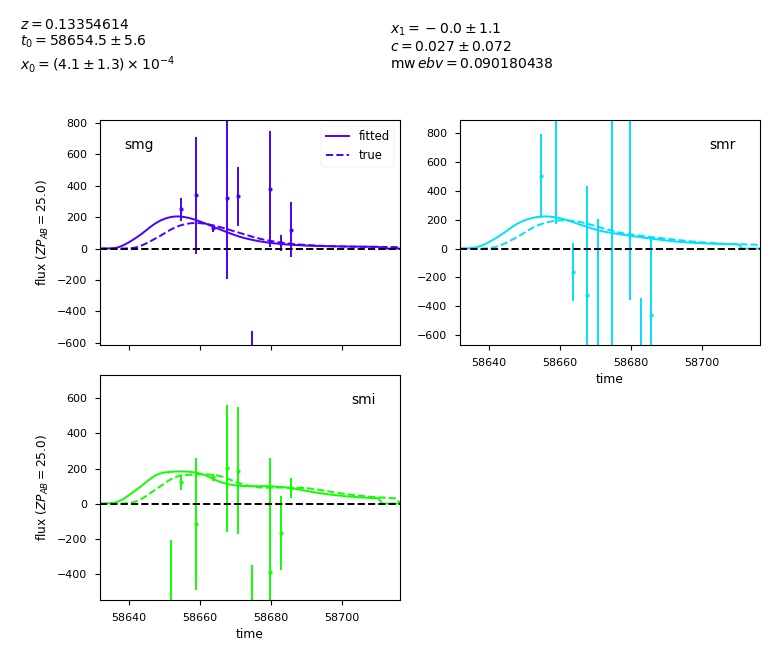 z = 0.13354614
t₀ = 58654.5 ± 5.6
x₀ = (4.1 ± 1.3) × 10⁻⁴
x₁ = −0.0 ± 1.1
c = 0.027 ± 0.072
mw ebv = 0.090180438
smg
fitted
true
800
600
400
200
0
−200
−400
−600
flux (ZP_AB = 25.0)
smr
800
600
400
200
0
−200
−400
−600
58640 58660 58680 58700
time
smi
600
400
200
0
−200
−400
flux (ZP_AB = 25.0)
58640 58660 58680 58700
time